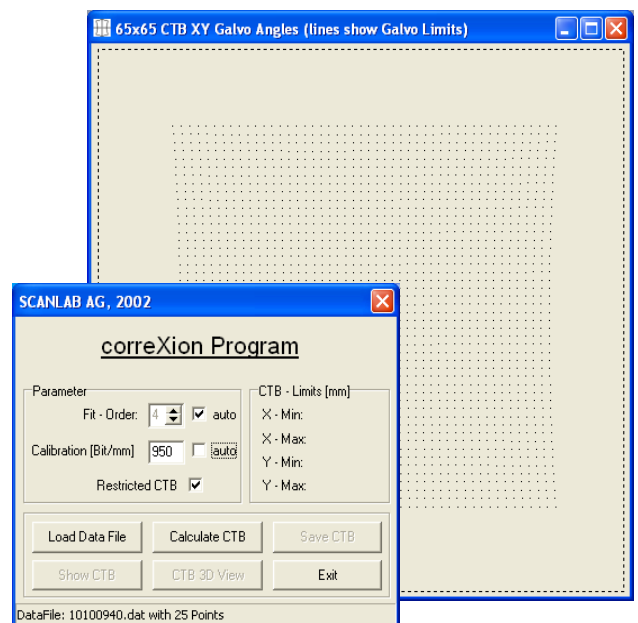 65x65 CTB XY Galvo Angles (lines show Galvo Limits)
SCANLAB AG, 2002
correXion Program
Parameter
Fit - Order: 4 auto
Calibration [Bit/mm] 950 auto
Restricted CTB
CTB - Limits [mm]
X - Min:
X - Max:
Y - Min:
Y - Max:
Load Data File Calculate CTB Save CTB
Show CTB CTB 3D View Exit
DataFile: 10100940.dat with 25 Points